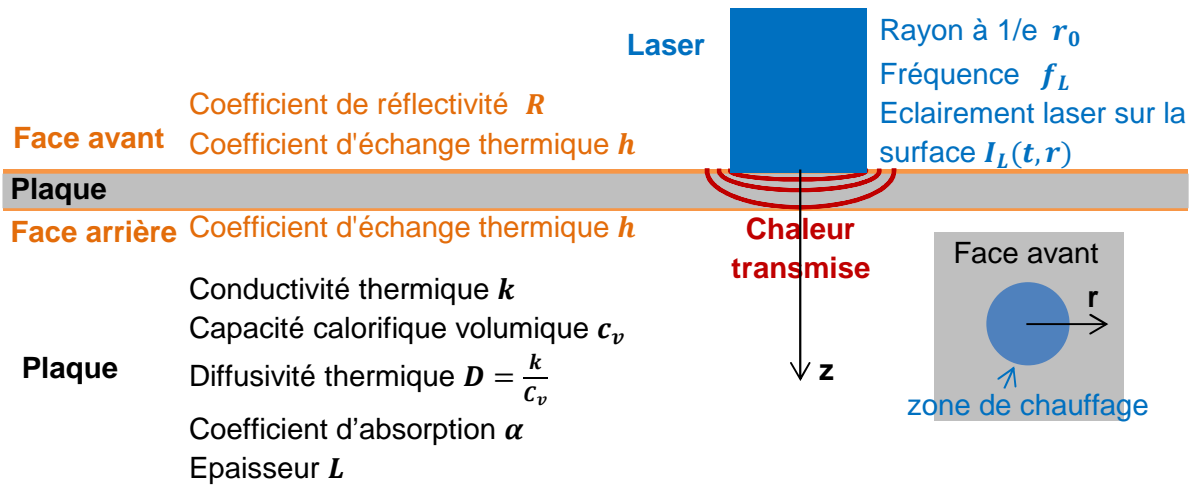 Laser
Rayon à 1/e r₀
Fréquence f_L
Eclairement laser sur la
surface I_L(t, r)
Face avant
Coefficient de réflectivité R
Coefficient d'échange thermique h
Plaque
Face arrière
Coefficient d'échange thermique h
Chaleur
transmise
z
Face avant
r
zone de chauffage
Plaque
Conductivité thermique k
Capacité calorifique volumique c_v
Diffusivité thermique D = k/C_v
Coefficient d’absorption α
Epaisseur L